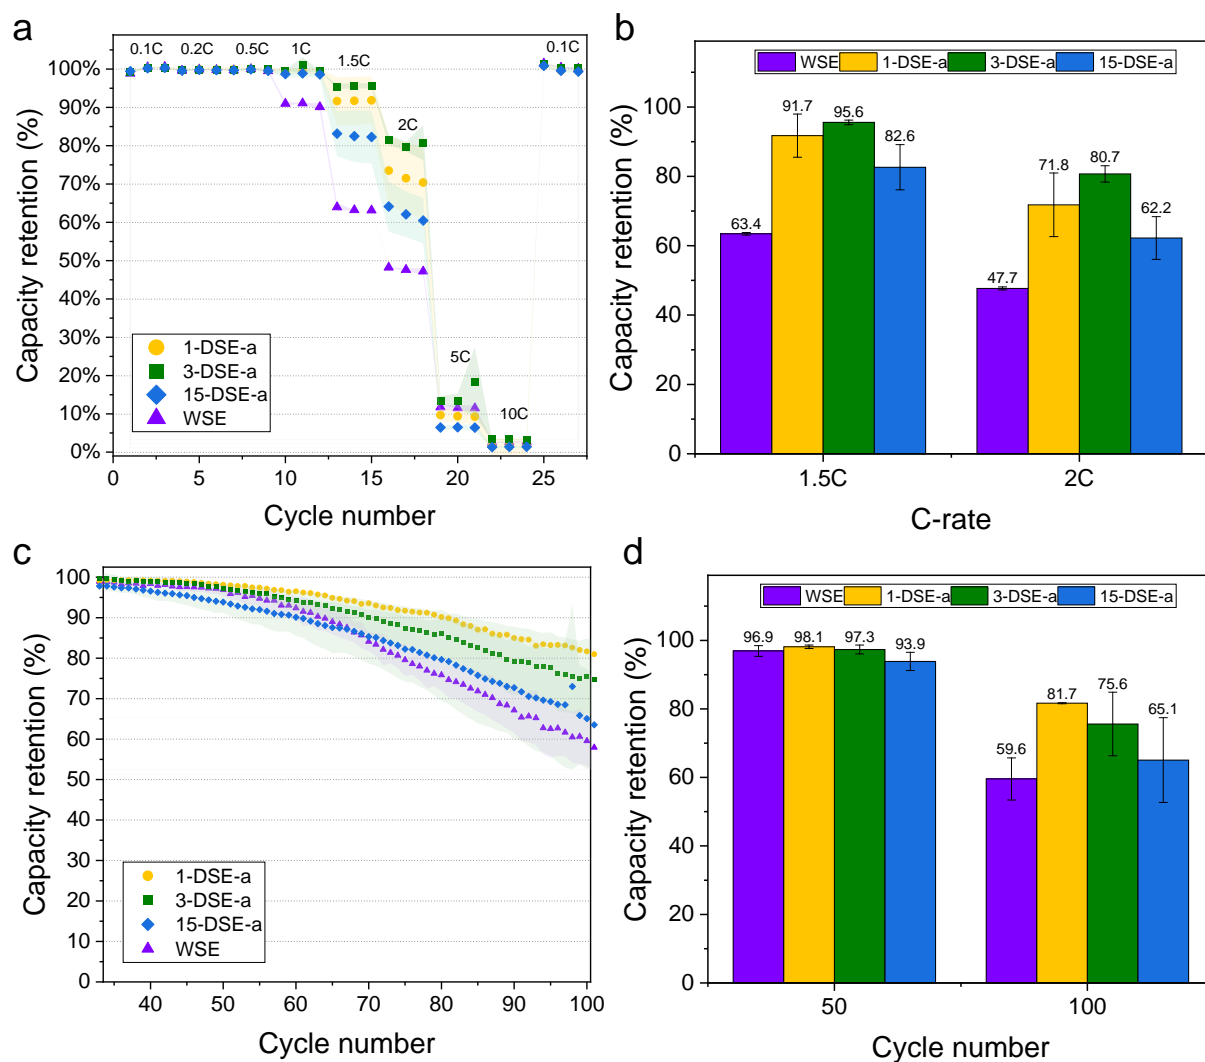 a
0.1C 0.2C 0.5C 1C 1.5C 2C 5C 10C 0.1C
100%
90%
80%
70%
60%
50%
40%
30%
20%
10%
0%
Capacity retention (%)
1-DSE-a
3-DSE-a
15-DSE-a
WSE
0 5 10 15 20 25
Cycle number
b
WSE 1-DSE-a 3-DSE-a 15-DSE-a
100
80
60
40
20
0
Capacity retention (%)
63.4 91.7 95.6 82.6
47.7 71.8 80.7 62.2
1.5C 2C
C-rate
c
100
90
80
70
60
50
40
30
20
10
0
Capacity retention (%)
1-DSE-a
3-DSE-a
15-DSE-a
WSE
40 50 60 70 80 90 100
Cycle number
d
WSE 1-DSE-a 3-DSE-a 15-DSE-a
100
80
60
40
20
0
Capacity retention (%)
96.9 98.1 97.3 93.9
59.6 81.7 75.6 65.1
50 100
Cycle number